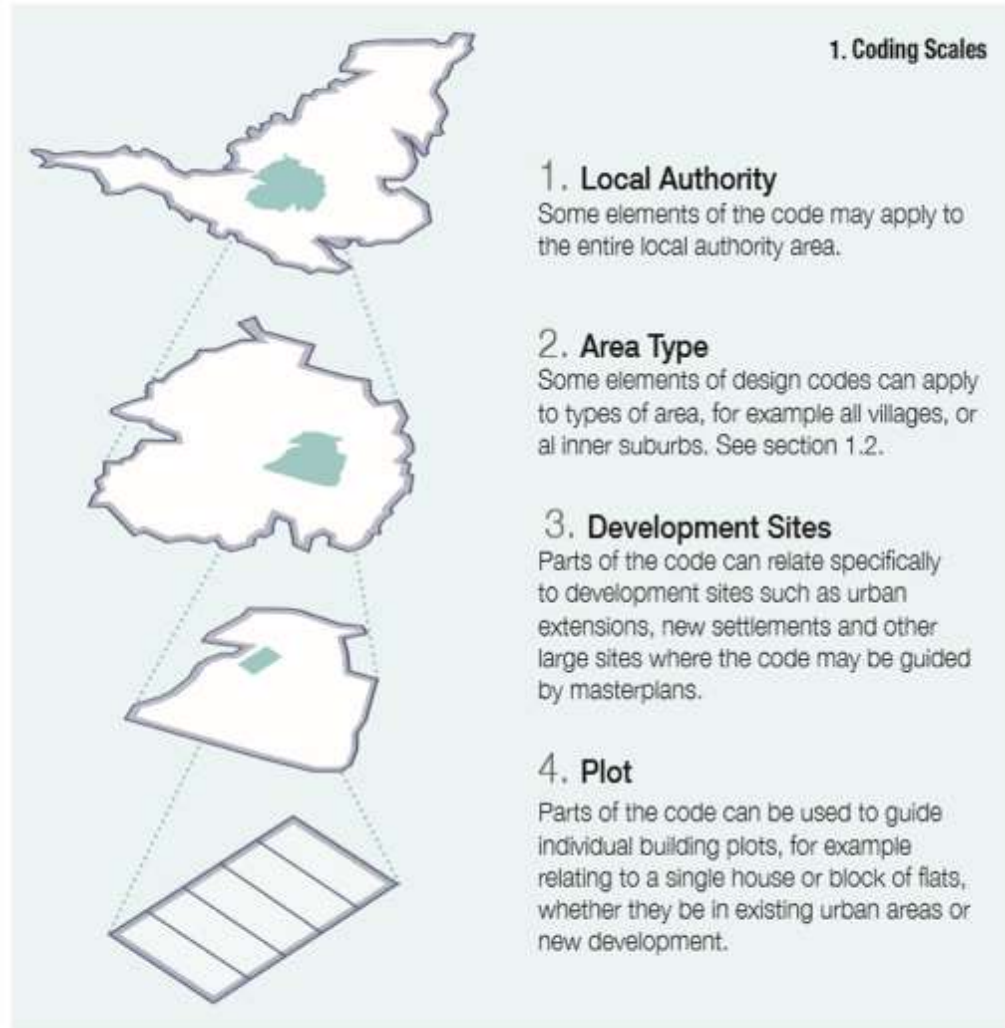 1. Coding Scales
1. Local Authority
Some elements of the code may apply to
the entire local authority area.
2. Area Type
Some elements of design codes can apply
to types of area, for example all villages, or
al inner suburbs. See section 1.2.
3. Development Sites
Parts of the code can relate specifically
to development sites such as urban
extensions, new settlements and other
large sites where the code may be guided
by masterplans.
4. Plot
Parts of the code can be used to guide
individual building plots, for example
relating to a single house or block of flats,
whether they be in existing urban areas or
new development.